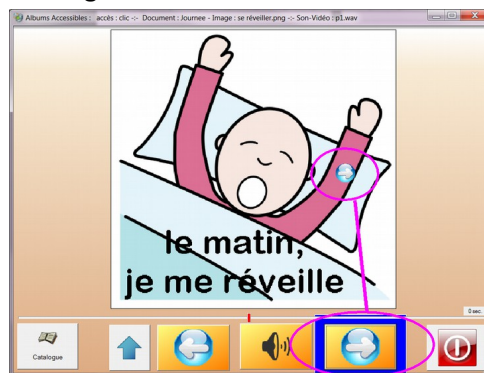 Albums Accessibles : accès : clic -:- Document : Journee - Image : se réveiller.png -:- Son-Vidéo : p1.wav
le matin,
je me réveille
0 sec.
Catalogue